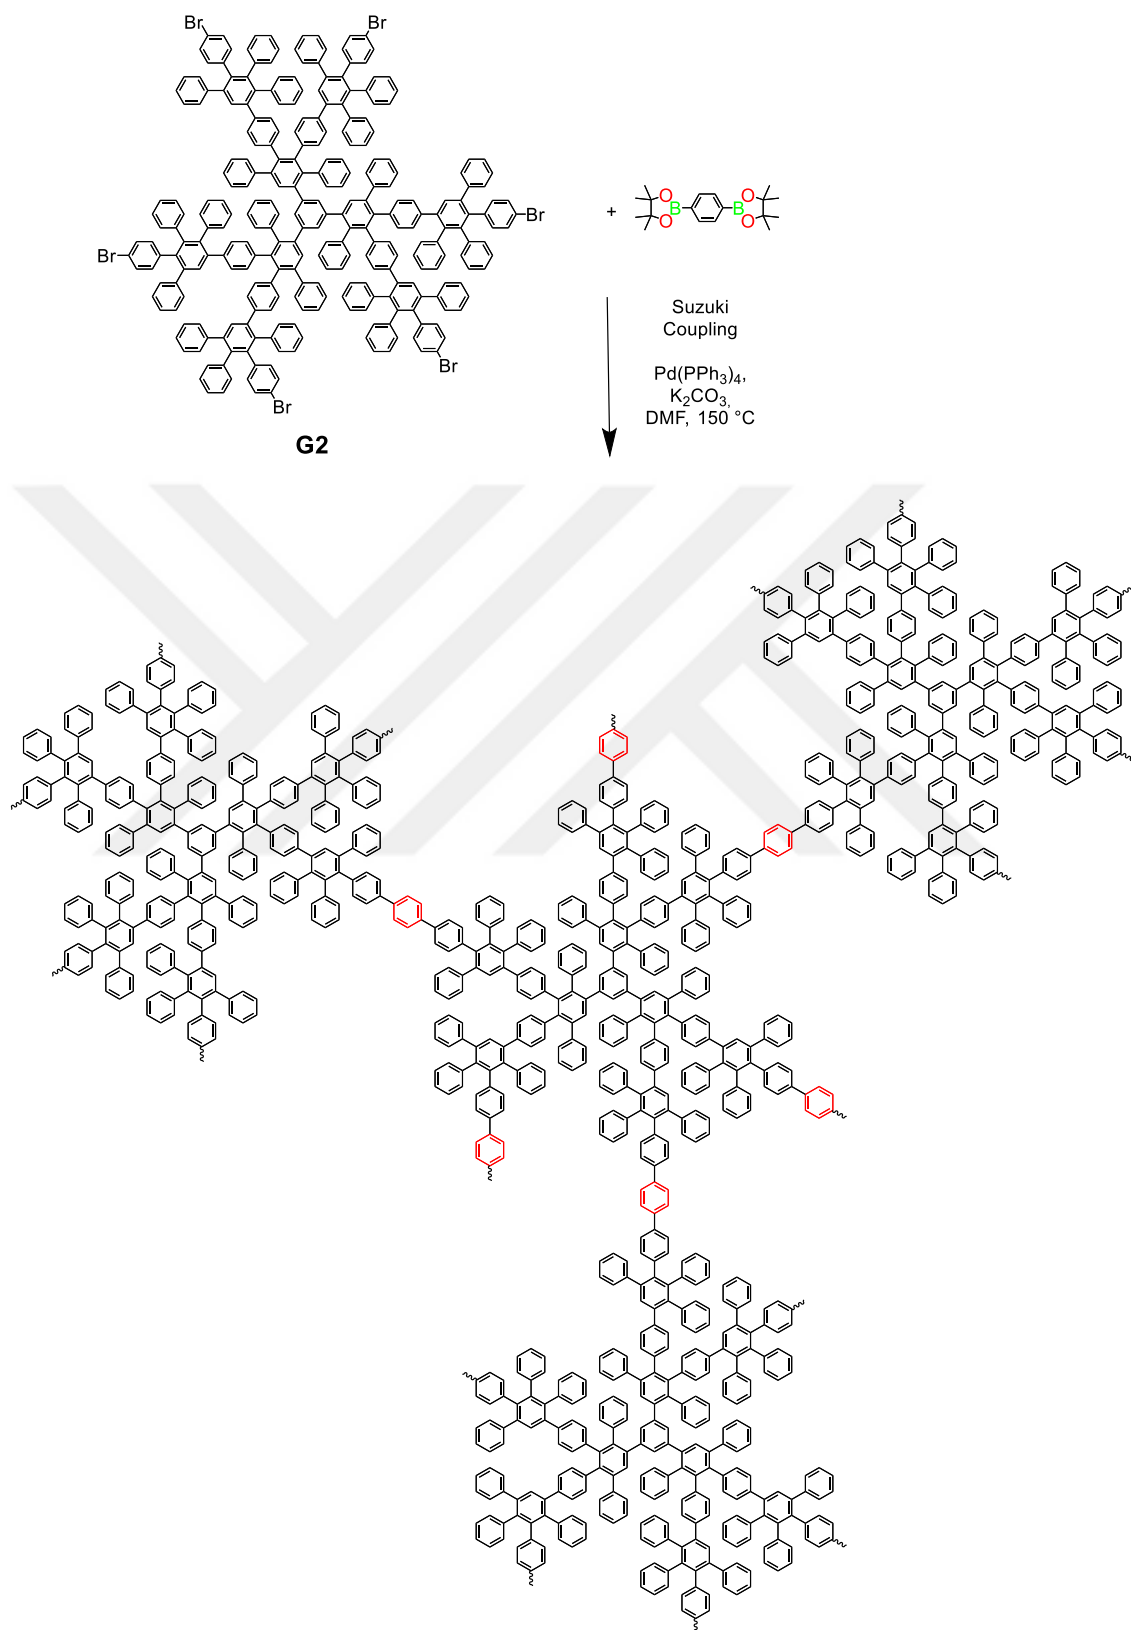 Br
Br
Br
Br
Br
Br
G2
+
O
O
B
B
O
O
Suzuki
Coupling
Pd(PPh3)4,
K2CO3,
DMF, 150 °C